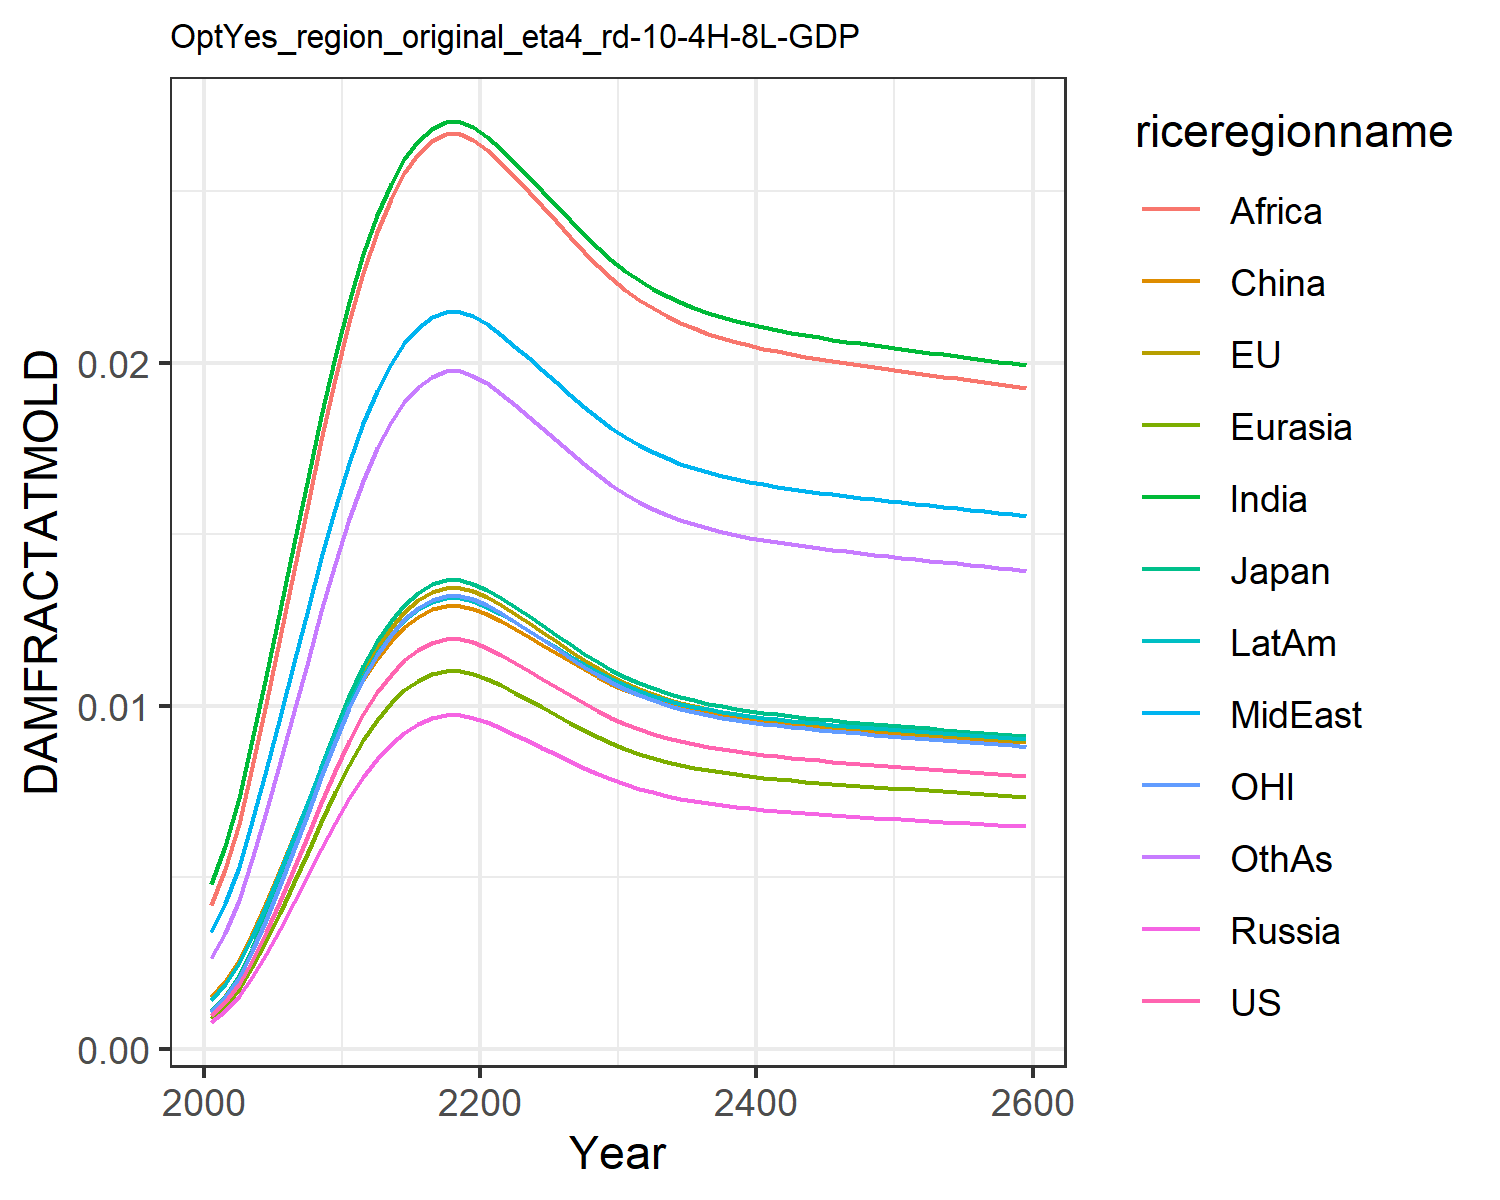 OptYes_region_original_eta4_rd-10-4H-8L-GDP
DAMFRACTATMOLD
0.02
0.01
0.00
2000 2200 2400 2600
Year
riceregionname
Africa
China
EU
Eurasia
India
Japan
LatAm
MidEast
OHI
OthAs
Russia
US